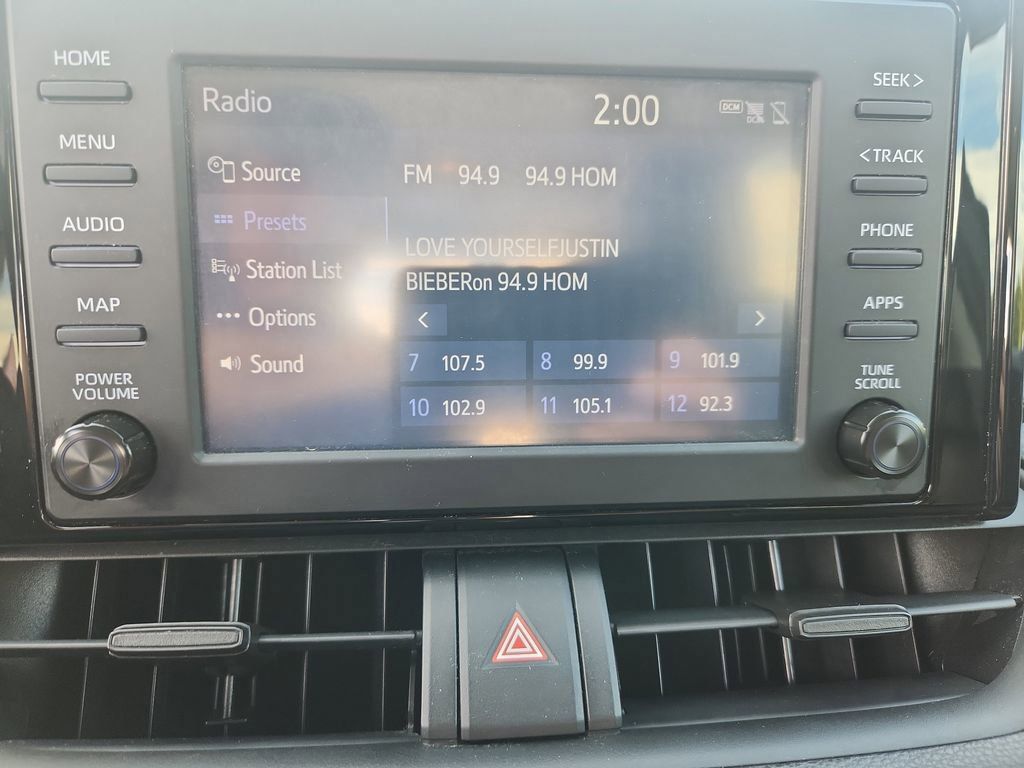 HOME
MENU
AUDIO
MAP
POWER
VOLUME
Radio
2:00
DCM
DCM
Source
Presets
Station List
Options
Sound
FM 94.9 94.9 HOM
LOVE YOURSELFJUSTIN
BIEBERon 94.9 HOM
<
>
7 107.5
8 99.9
9 101.9
10 102.9
11 105.1
12 92.3
SEEK >
< TRACK
PHONE
APPS
TUNE
SCROLL